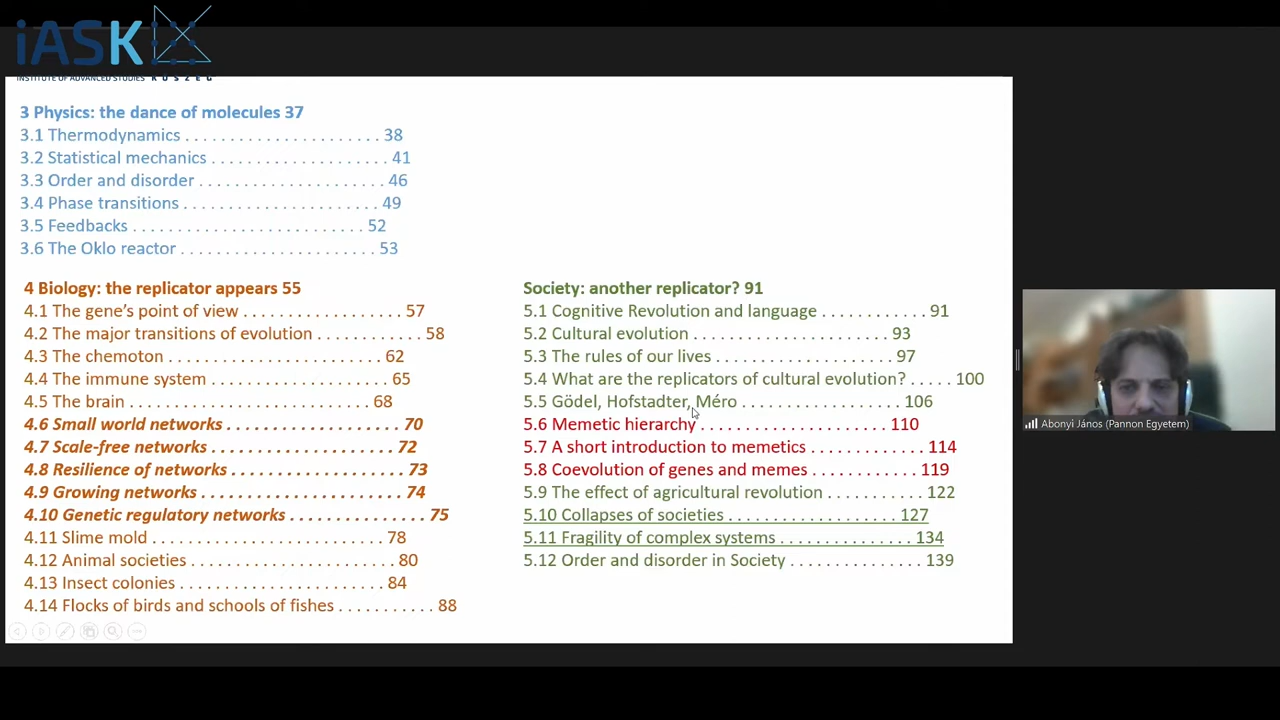 iASK
INSTITUTE OF ADVANCED STUDIES KŐSZEG
3 Physics: the dance of molecules 37
3.1 Thermodynamics . . . . . . . . . . . . . . . . . . . . . . 38
3.2 Statistical mechanics . . . . . . . . . . . . . . . . . . . . 41
3.3 Order and disorder . . . . . . . . . . . . . . . . . . . . . 46
3.4 Phase transitions . . . . . . . . . . . . . . . . . . . . . . 49
3.5 Feedbacks . . . . . . . . . . . . . . . . . . . . . . . . . . 52
3.6 The Oklo reactor . . . . . . . . . . . . . . . . . . . . . . 53
4 Biology: the replicator appears 55
4.1 The gene's point of view . . . . . . . . . . . . . . . . . . 57
4.2 The major transitions of evolution . . . . . . . . . . . . 58
4.3 The chemoton . . . . . . . . . . . . . . . . . . . . . . . . 62
4.4 The immune system . . . . . . . . . . . . . . . . . . . . 65
4.5 The brain . . . . . . . . . . . . . . . . . . . . . . . . . . 68
4.6 Small world networks . . . . . . . . . . . . . . . . . . . . 70
4.7 Scale-free networks . . . . . . . . . . . . . . . . . . . . . 72
4.8 Resilience of networks . . . . . . . . . . . . . . . . . . . 73
4.9 Growing networks . . . . . . . . . . . . . . . . . . . . . . 74
4.10 Genetic regulatory networks . . . . . . . . . . . . . . . 75
4.11 Slime mold . . . . . . . . . . . . . . . . . . . . . . . . . 78
4.12 Animal societies . . . . . . . . . . . . . . . . . . . . . . 80
4.13 Insect colonies . . . . . . . . . . . . . . . . . . . . . . . 84
4.14 Flocks of birds and schools of fishes . . . . . . . . . . . 88
Society: another replicator? 91
5.1 Cognitive Revolution and language . . . . . . . . . . . . 91
5.2 Cultural evolution . . . . . . . . . . . . . . . . . . . . . . 93
5.3 The rules of our lives . . . . . . . . . . . . . . . . . . . . 97
5.4 What are the replicators of cultural evolution? . . . . . 100
5.5 Gödel, Hofstadter, Méro . . . . . . . . . . . . . . . . . . 106
5.6 Memetic hierarchy . . . . . . . . . . . . . . . . . . . . . 110
5.7 A short introduction to memetics . . . . . . . . . . . . . 114
5.8 Coevolution of genes and memes . . . . . . . . . . . . 119
5.9 The effect of agricultural revolution . . . . . . . . . . . 122
5.10 Collapses of societies . . . . . . . . . . . . . . . . . . . 127
5.11 Fragility of complex systems . . . . . . . . . . . . . . . 134
5.12 Order and disorder in Society . . . . . . . . . . . . . . . 139
Abonyi János (Pannon Egyetem)